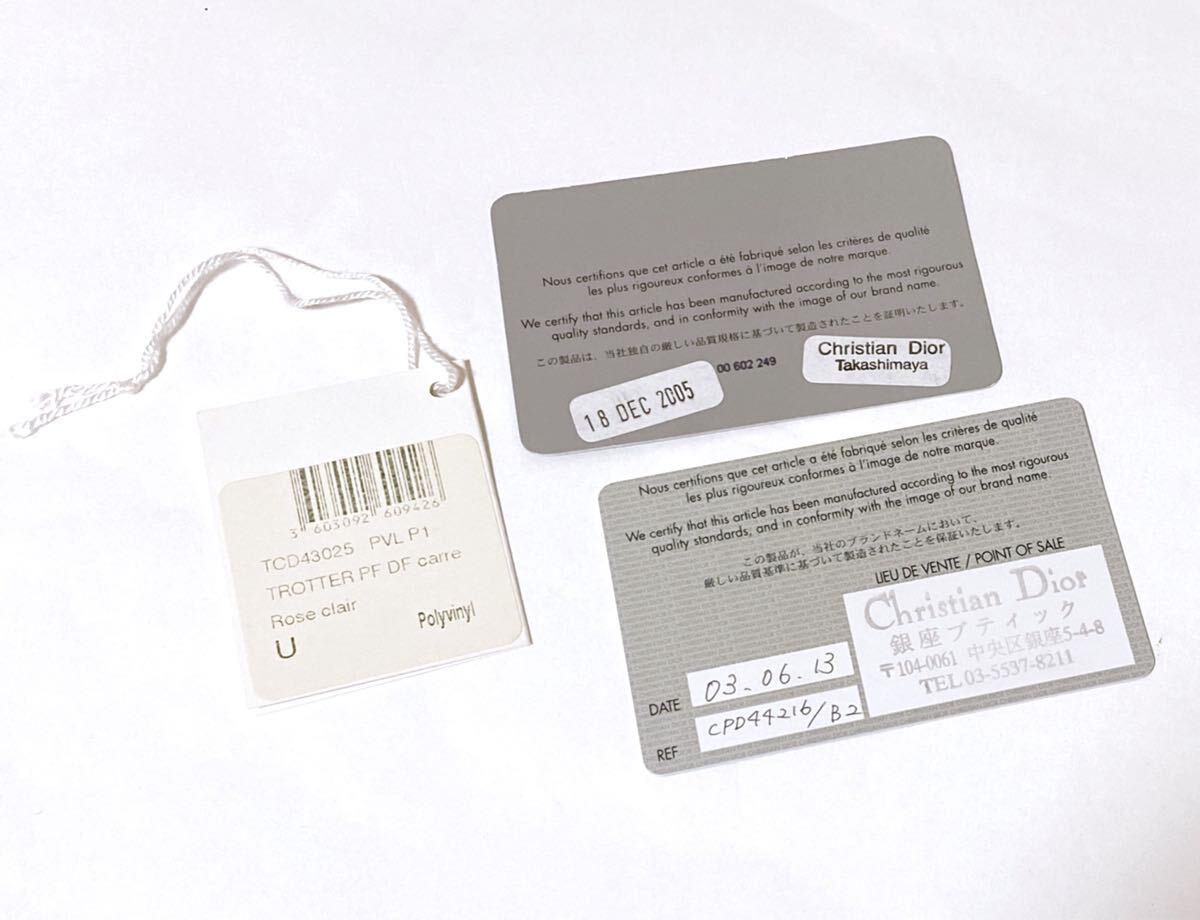 3 603092 609426
TCD43025 PVL P1
TROTTER PF DF carre
Rose clair
Polyvinyl
U
Nous certifions que cet article a été fabriqué selon les critères de qualité
les plus rigoureux conformes à l'image de notre marque.
We certify that this article has been manufactured according to the most rigourous
quality standards, and in conformity with the image of our brand name.
この製品は、当社独自の厳しい品質規格に基づいて製造されたことを証明いたします。
18 DEC 2005
00 602 249
Christian Dior
Takashimaya
Nous certifions que cet article a été fabriqué selon les critères de qualité
les plus rigoureux conformes à l'image de notre marque.
We certify that this article has been manufactured according to the most rigourous
quality standards, and in conformity with the image of our brand name.
この製品が、当社のブランドネームにおいて、
厳しい品質基準に基づいて製造されたことを保証いたします。
LIEU DE VENTE / POINT OF SALE
Christian Dior
銀座ブティック
〒104-0061 中央区銀座5-4-8
TEL 03-5537-8211
DATE 03.06.13
REF CPD44216/B2